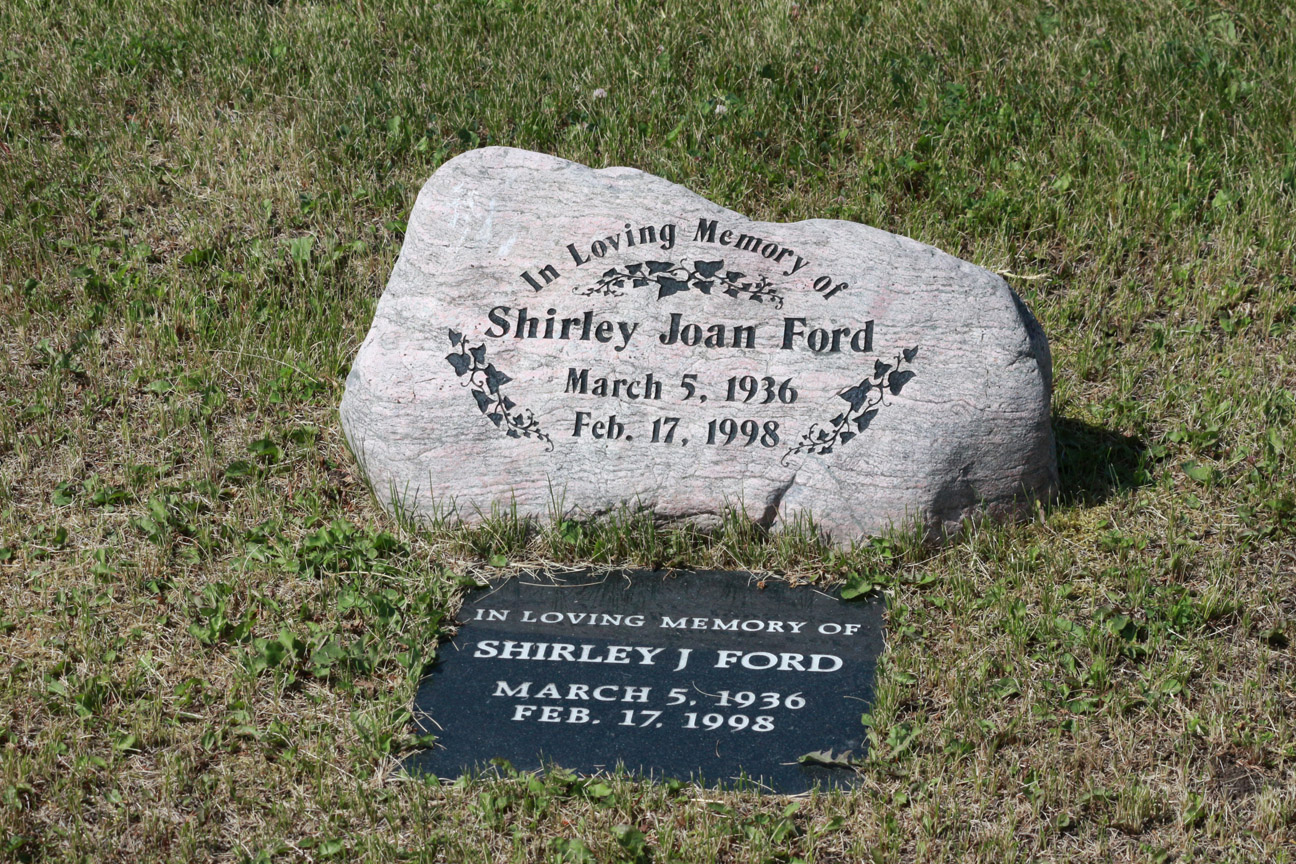 In Loving Memory of
Shirley Joan Ford
March 5, 1936
Feb. 17, 1998
IN LOVING MEMORY OF
SHIRLEY J FORD
MARCH 5, 1936
FEB. 17, 1998